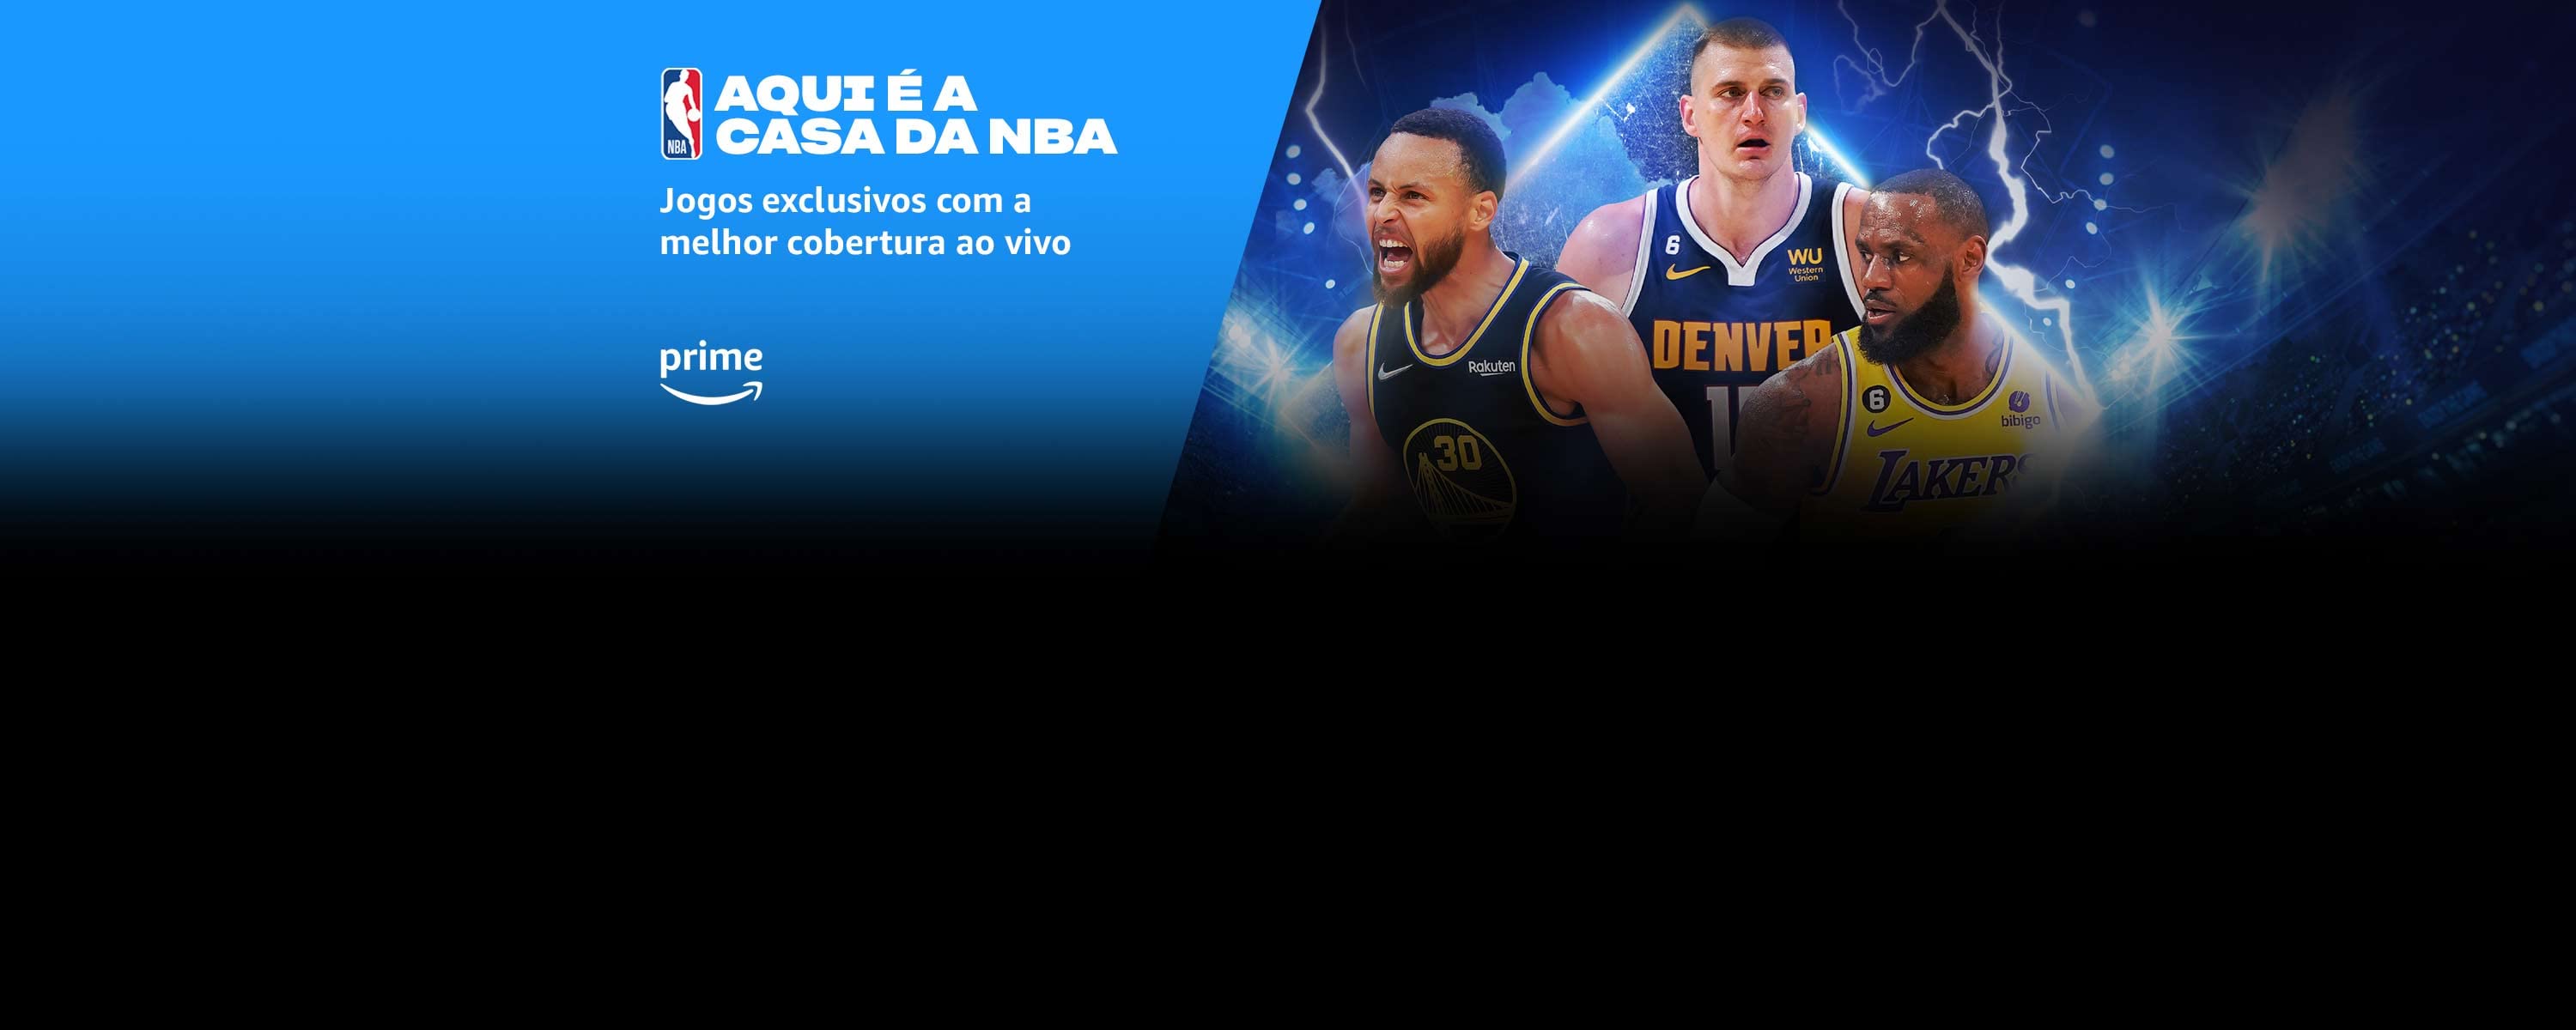 NBA
AQUI É A
CASA DA NBA
Jogos exclusivos com a
melhor cobertura ao vivo
prime
Rakuten
30
6
WU
Western
Union
DENVER
1
6
bibigo
LAKERS